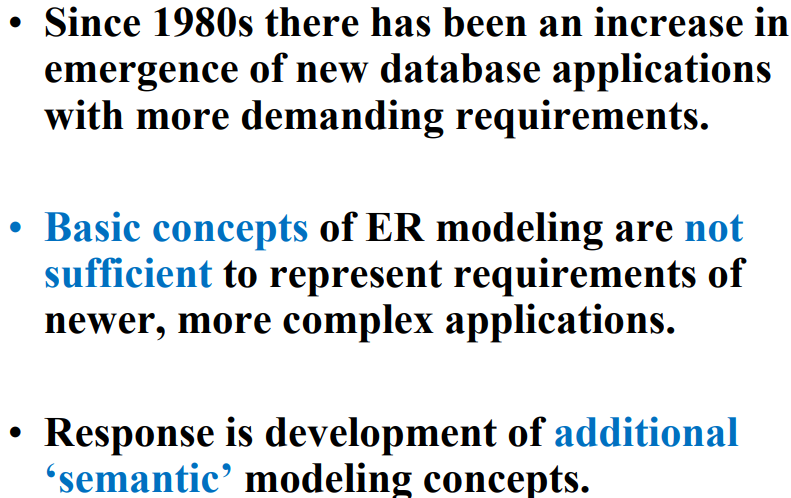 • Since 1980s there has been an increase in
emergence of new database applications
with more demanding requirements.
• Basic concepts of ER modeling are not
sufficient to represent requirements of
newer, more complex applications.
• Response is development of additional
‘semantic’ modeling concepts.